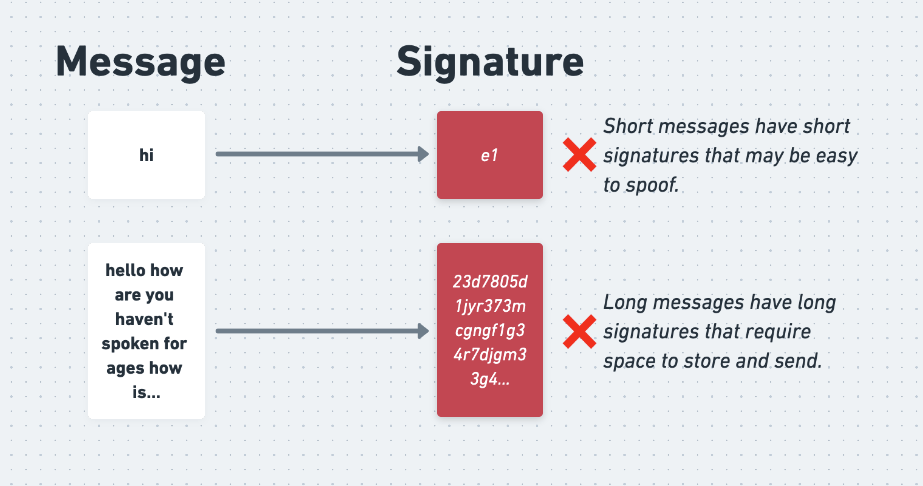 Message
Signature
hi
e1
Short messages have short
signatures that may be easy
to spoof.
hello how
are you
haven't
spoken for
ages how
is...
23d7805d
1jyr373m
cgngf1g3
4r7djgm3
3g4...
Long messages have long
signatures that require
space to store and send.